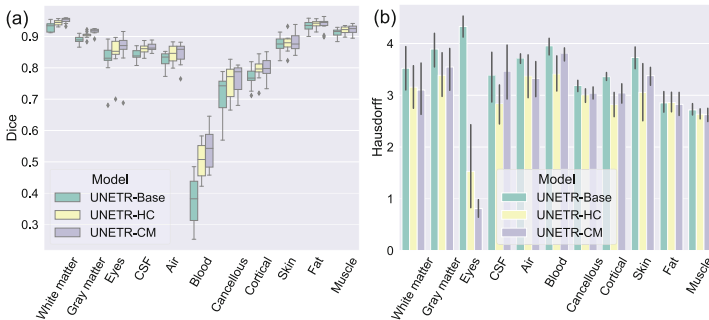 (a)
Dice
0.9
0.8
0.7
0.6
0.5
0.4
0.3
Model
UNETR-Base
UNETR-HC
UNETR-CM
White matter
Gray matter
Eyes
CSF
Air
Blood
Cancellous
Cortical
Skin
Fat
Muscle
(b)
Hausdorff
4
3
2
1
0
Model
UNETR-Base
UNETR-HC
UNETR-CM
White matter
Gray matter
Eyes
CSF
Air
Blood
Cancellous
Cortical
Skin
Fat
Muscle